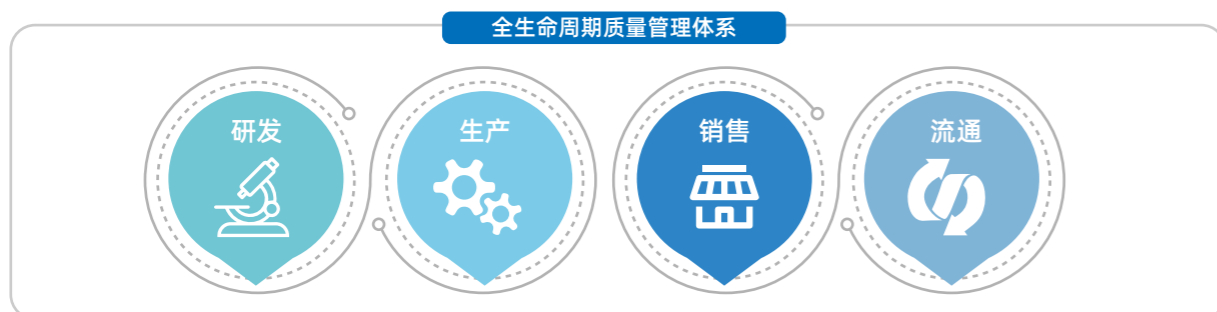 全生命周期质量管理体系
研发
生产
销售
流通